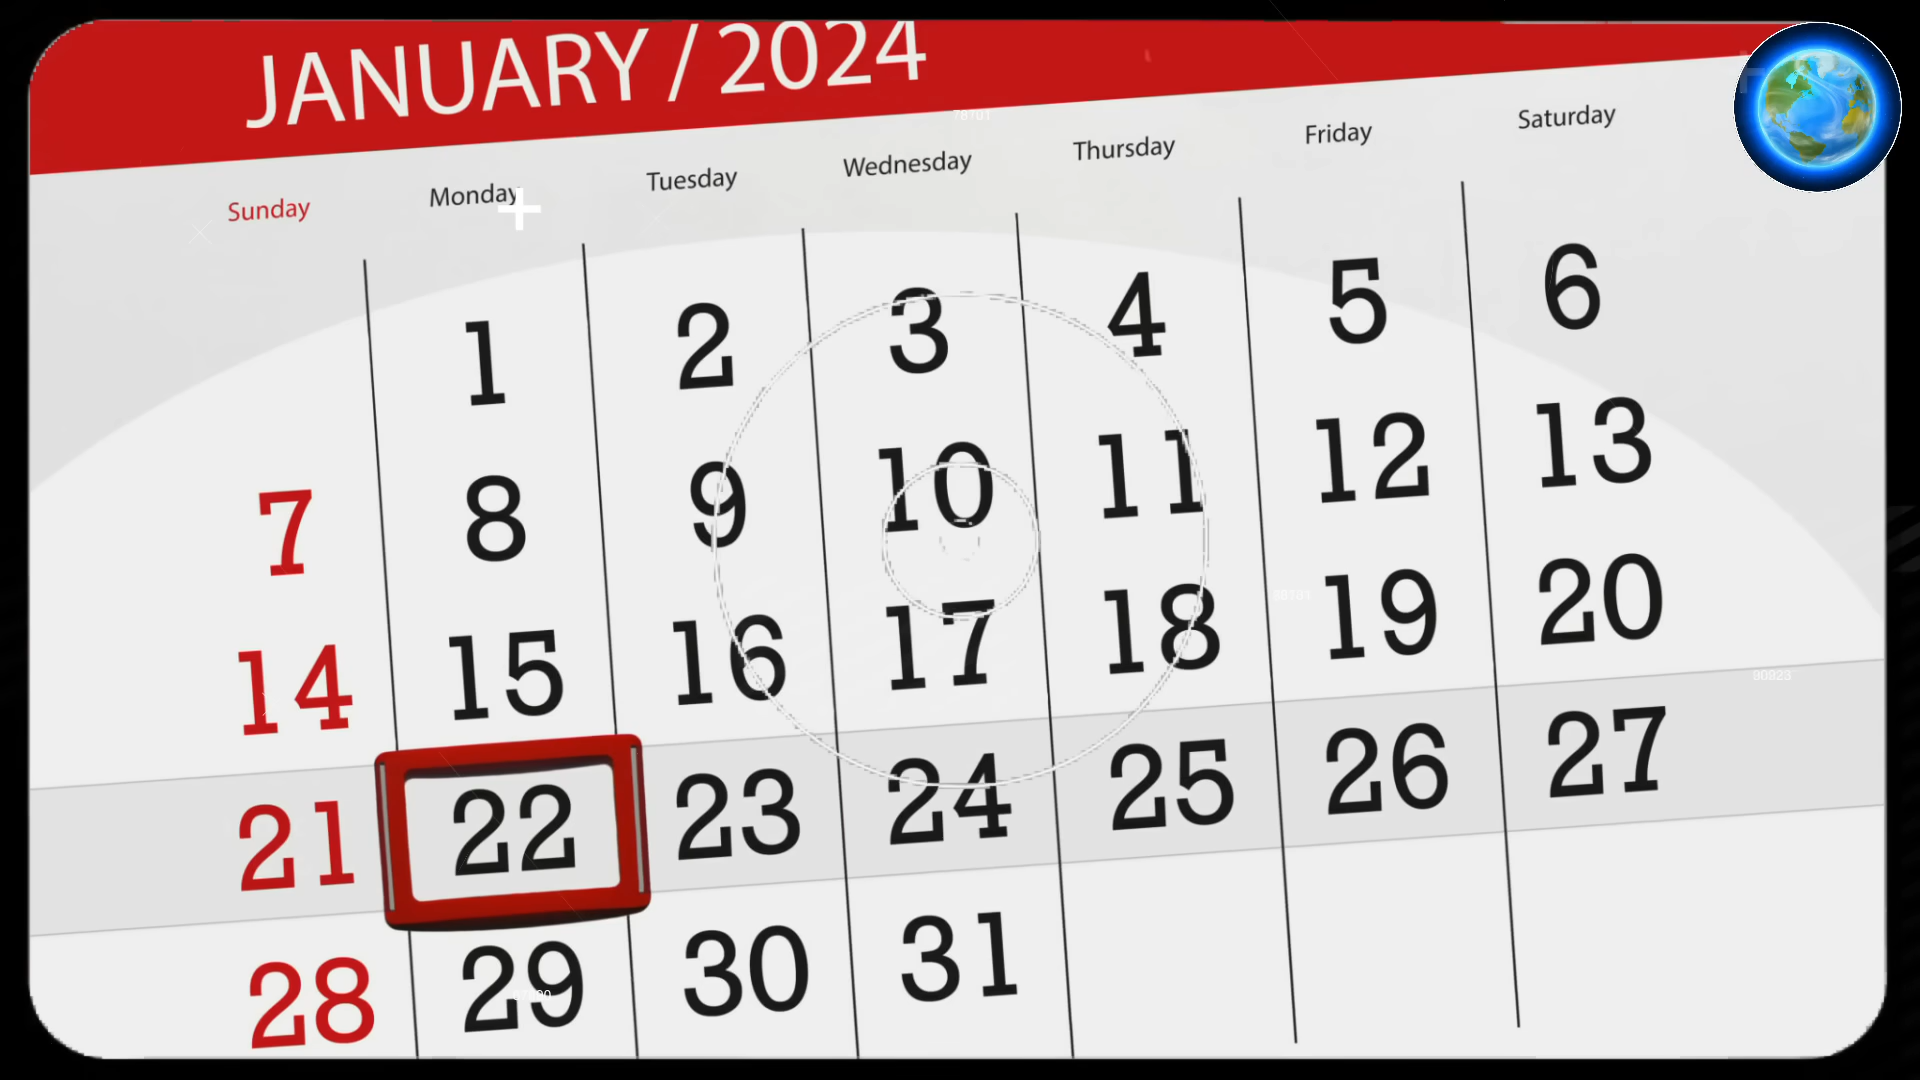 JANUARY / 2024
Sunday Monday Tuesday Wednesday Thursday Friday Saturday
1 2 3 4 5 6
7 8 9 10 11 12 13
14 15 16 17 18 19 20
21 22 23 24 25 26 27
28 29 30 31
78101
90923